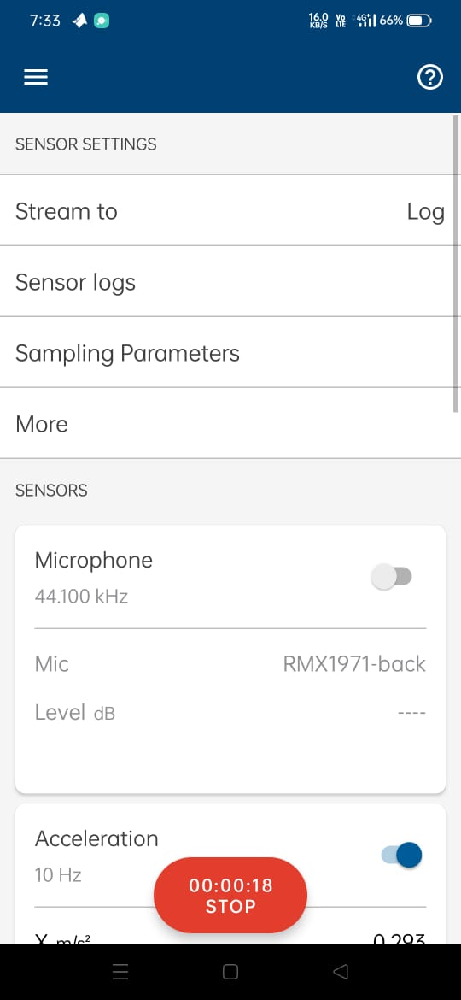 7:33
16.0 KB/S
Vo LTE
4G+
66%
SENSOR SETTINGS
Stream to Log
Sensor logs
Sampling Parameters
More
SENSORS
Microphone
44.100 kHz
Mic RMX1971-back
Level dB ----
Acceleration
10 Hz
00:00:18
STOP
X m/s² 0.293